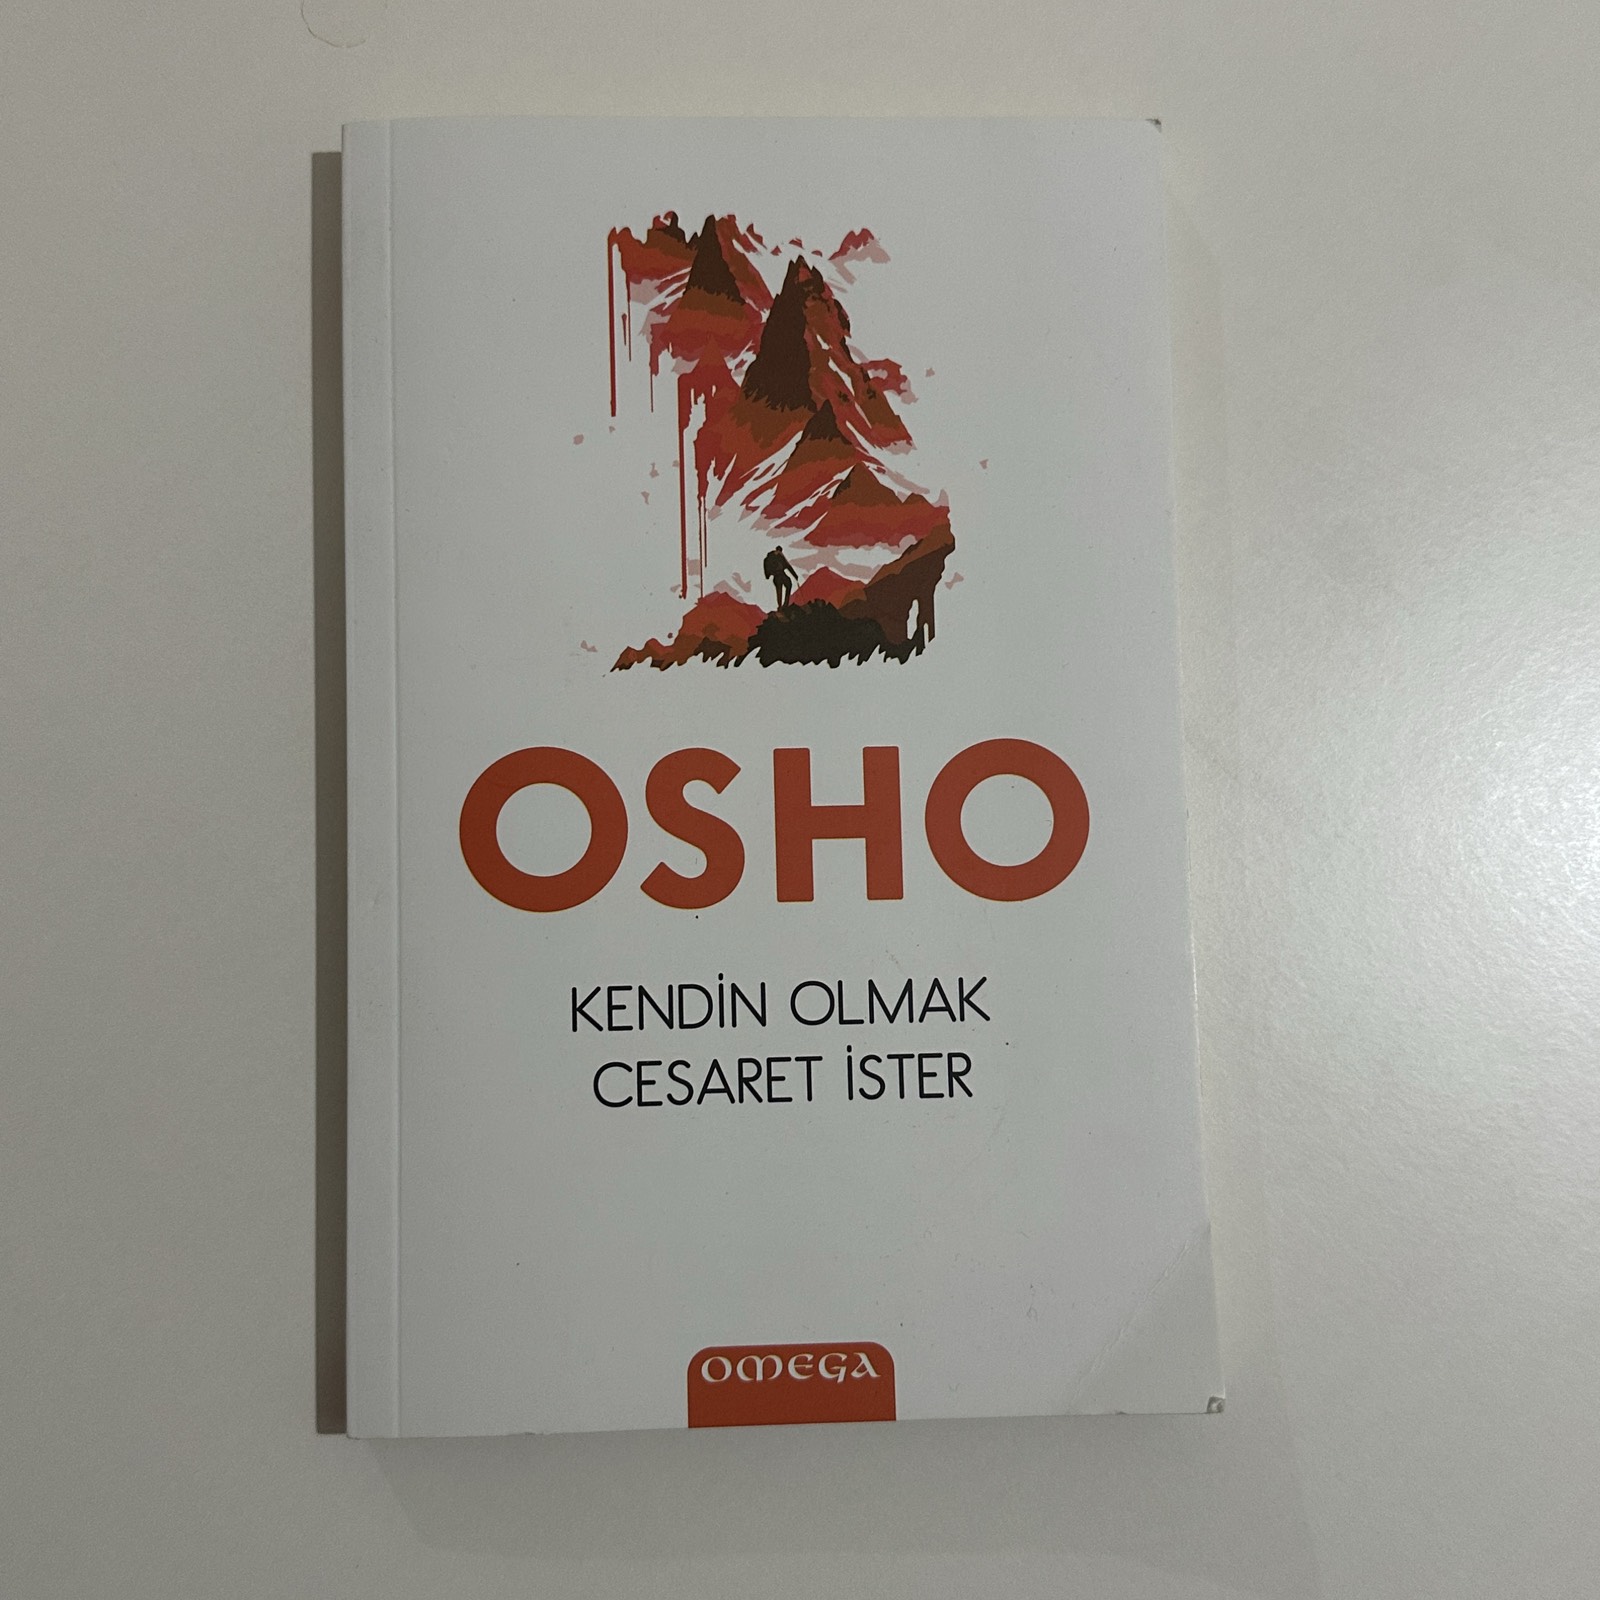 OSHO
KENDİN OLMAK
CESARET İSTER
OMEGA